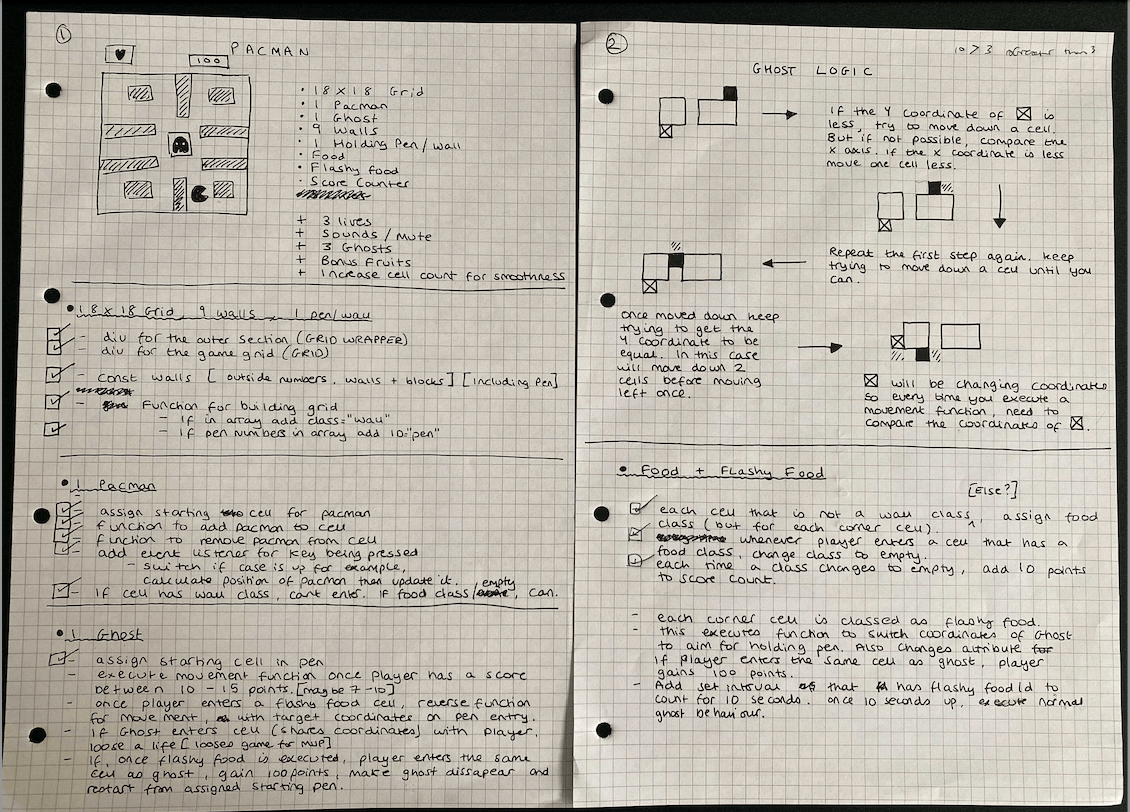 1
PACMAN
100
· 18 X 18 Grid
· 1 Pacman
· 1 Ghost
· 9 Walls
· 1 Holding Pen / wall
· Food
· Flashy food
· Score Counter
+ 3 lives
+ Sounds / Mute
+ 3 Ghosts
+ Bonus Fruits
+ Increase cell count for smoothness
• 18 x 18 Grid, 9 walls, 1 pen/wall
- div for the outer section (GRID WRAPPER)
- div for the game grid (GRID)
- Const walls [outside numbers, walls + blocks] [including pen]
- Function for building grid
- If in array add class="wall"
- If pen numbers in array add ID="pen"
• 1 Pacman
- assign starting cell for pacman
- function to add pacman to cell
- function to remove pacman from cell
- add event listener for key being pressed
- switch if case is up for example,
calculate position of pacman then update it.
- If cell has wall class, cant enter. If food class/empty, can.
• 1 Ghost
- assign starting cell in pen
- execute movement function once player has a score
between 10 - 15 points. [maybe 7-10]
- once player enters a flashy food cell, reverse function
for movement, with target coordinates on pen entry.
- If Ghost enters cell (shares coordinates) with player,
loose a life [looses game for MVP]
- If, once flashy food is executed, player enters the same
cell as ghost, gain 100 points, make ghost dissapear and
restart from assigned starting pen.
2
10 > 3 greater than 3
GHOST LOGIC
If the Y coordinate of ☒ is
less, try to move down a cell.
But if not possible, compare the
X axis. If the X coordinate is less
move one cell less.
Repeat the first step again. Keep
trying to move down a cell until you
can.
Once moved down keep
trying to get the
Y coordinate to be
equal. In this case
will move down 2
cells before moving
left once.
☒ will be changing coordinates
so every time you execute a
movement function, need to
compare the coordinates of ☒.
• Food + Flashy Food
[Else?]
- each cell that is not a wall class, assign food
class (but for each corner cell).
- whenever player enters a cell that has a
food class, change class to empty.
- each time a class changes to empty, add 10 points
to score count.
- each corner cell is classed as flashy food.
- this executes function to switch coordinates of Ghost
to aim for holding pen. Also changes attribute
if player enters the same cell as ghost, player
gains 100 points.
- Add set interval that has flashy food Id to
count for 10 seconds. once 10 seconds up, execute normal
ghost behaviour.